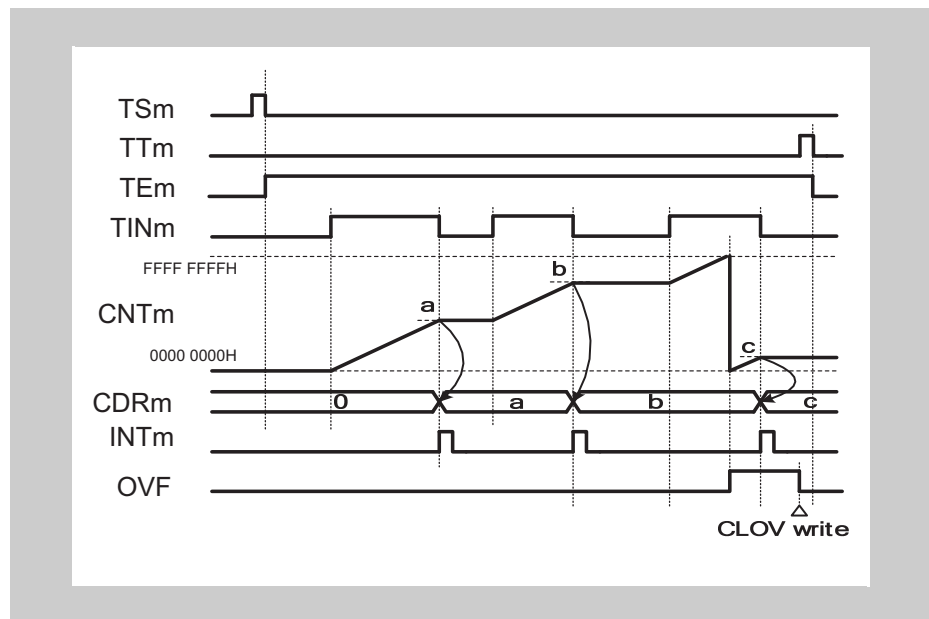 TSm
TTm
TEm
TINm
FFFF FFFFH
b
a
CNTm
c
0000 0000H
CDRm 0 a b c
INTm
OVF
CLOV write